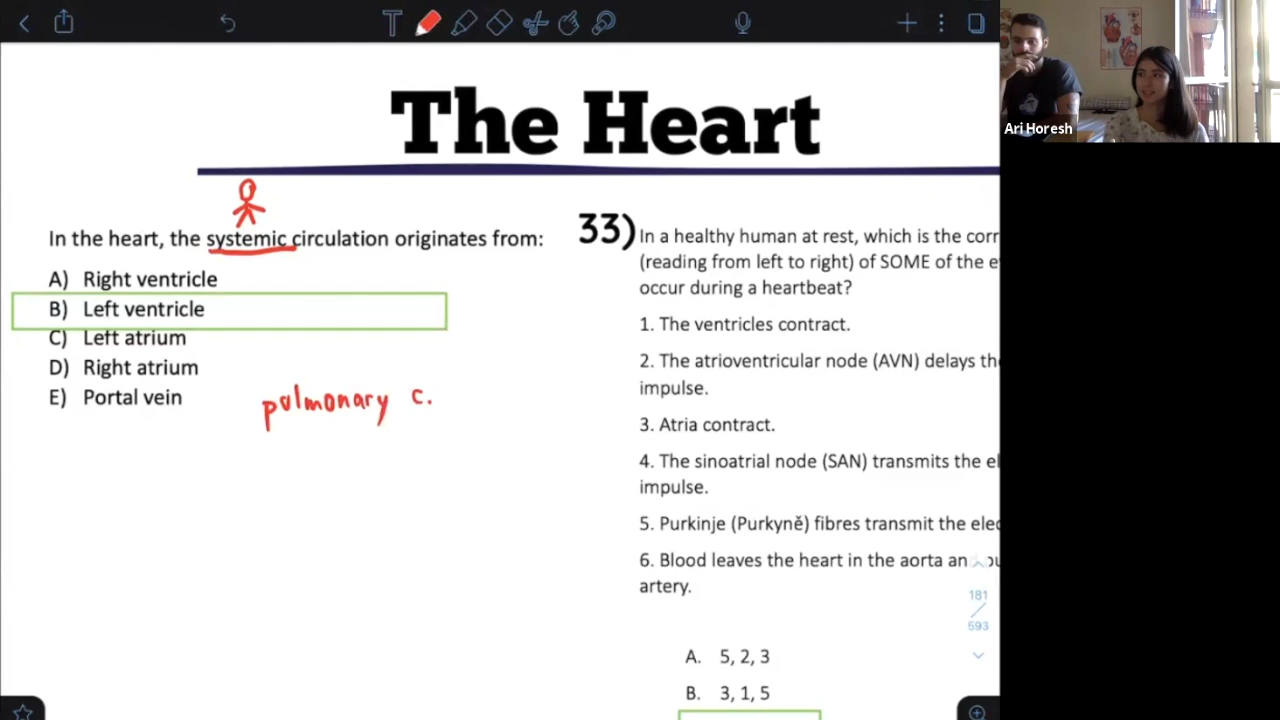 The Heart
In the heart, the systemic circulation originates from:
A) Right ventricle
B) Left ventricle
C) Left atrium
D) Right atrium
E) Portal vein
pulmonary c.
33) In a healthy human at rest, which is the corr
(reading from left to right) of SOME of the e
occur during a heartbeat?
1. The ventricles contract.
2. The atrioventricular node (AVN) delays the
impulse.
3. Atria contract.
4. The sinoatrial node (SAN) transmits the el
impulse.
5. Purkinje (Purkyně) fibres transmit the elec
6. Blood leaves the heart in the aorta an
artery.
A. 5, 2, 3
B. 3, 1, 5
181
593
Ari Horesh